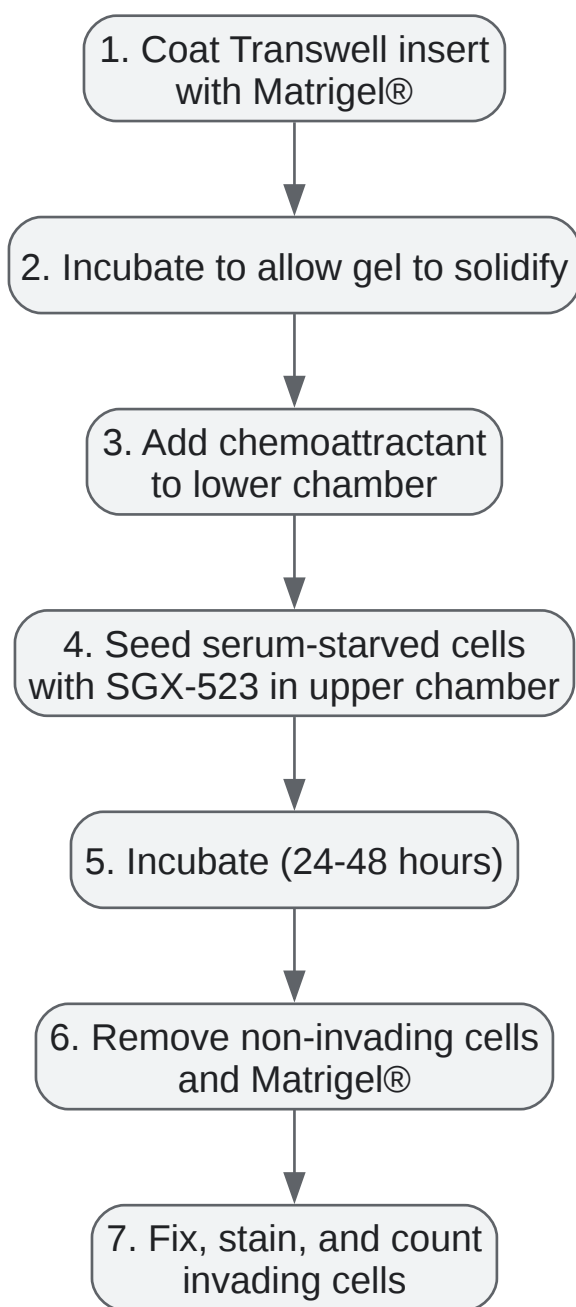 1. Coat Transwell insert
with Matrigel®
2. Incubate to allow gel to solidify
3. Add chemoattractant
to lower chamber
4. Seed serum-starved cells
with SGX-523 in upper chamber
5. Incubate (24-48 hours)
6. Remove non-invading cells
and Matrigel®
7. Fix, stain, and count
invading cells